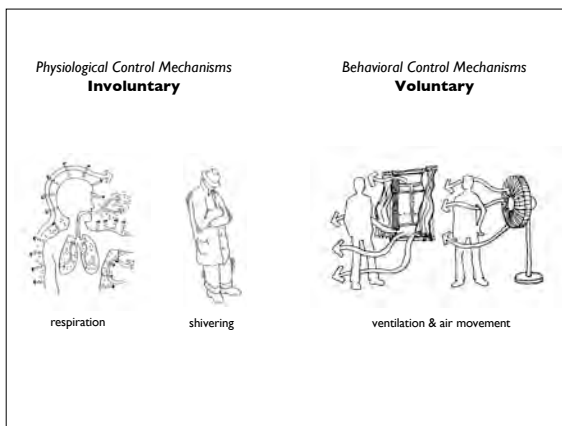 Physiological Control Mechanisms
Involuntary
respiration
shivering
Behavioral Control Mechanisms
Voluntary
ventilation & air movement